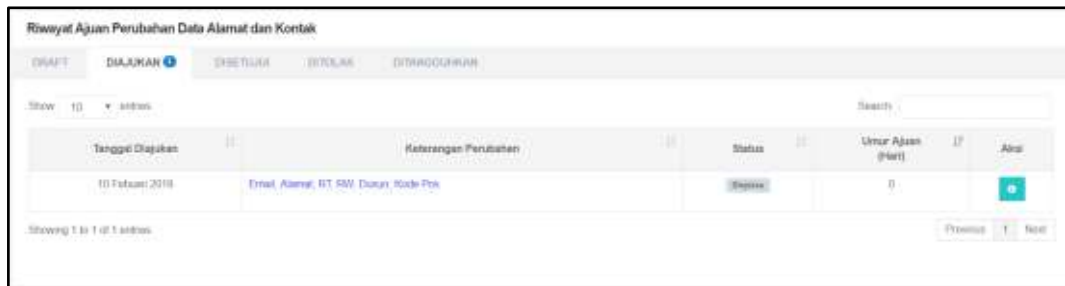 Riwayat Ajuan Perubahan Data Alamat dan Kontak
DRAFT DIAJUKAN DISETUJUI DITOLAK DITANGGUHKAN
Show 10 entries Search:
Tanggal Diajukan Keterangan Perubahan Status Umur Ajuan (Hari) Aksi
10 Febuari 2019 Email, Alamat, RT, RW, Dusun, Kode Pos 0
Showing 1 to 1 of 1 entries
Previous 1 Next